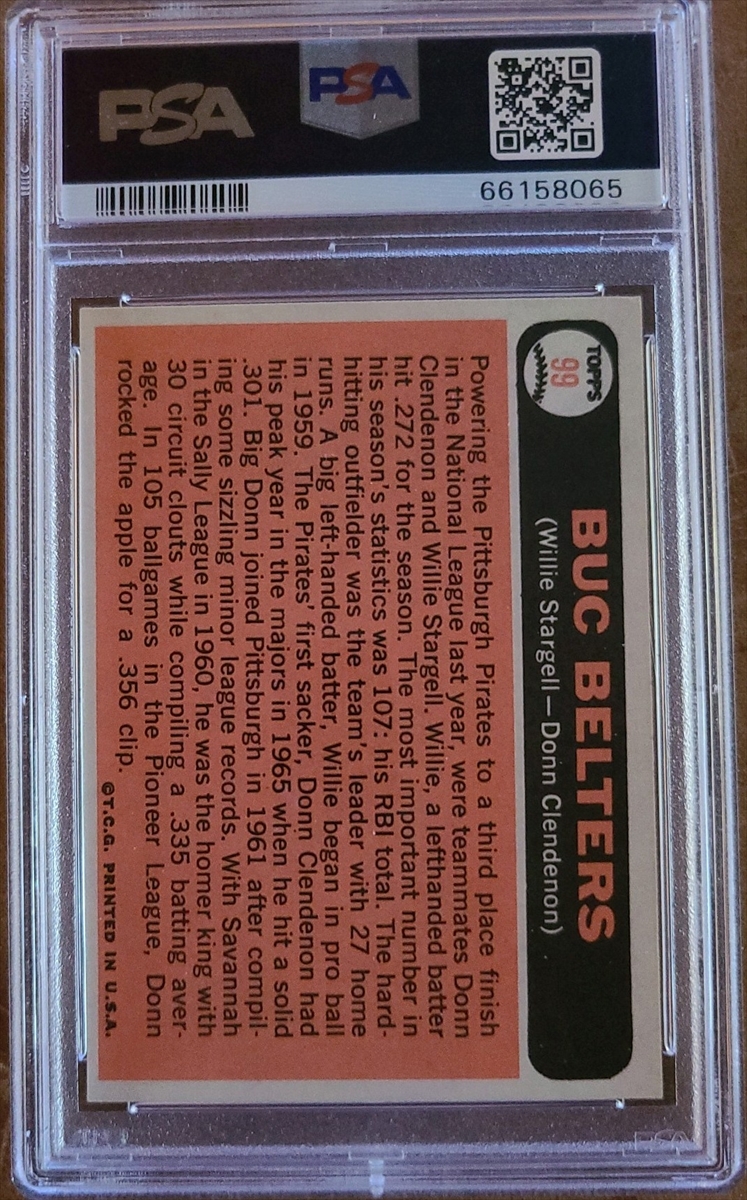 PSA
PSA
66158065
TOPPS
99
BUC BELTERS
(Willie Stargell—Donn Clendenon)
Powering the Pittsburgh Pirates to a third place finish
in the National League last year, were teammates Donn
Clendenon and Willie Stargell. Willie, a lefthanded batter
hit .272 for the season. The most important number in
his season's statistics was 107: his RBI total. The hard-
hitting outfielder was the team's leader with 27 home
runs. A big left-handed batter, Willie began in pro ball
in 1959. The Pirates' first sacker, Donn Clendenon had
his peak year in the majors in 1965 when he hit a solid
.301. Big Donn joined Pittsburgh in 1961 after compil-
ing some sizzling minor league records. With Savannah
in the Sally League in 1960, he was the homer king with
30 circuit clouts while compiling a .335 batting aver-
age. In 105 ballgames in the Pioneer League, Donn
rocked the apple for a .356 clip.
©T.C.G. PRINTED IN U.S.A.